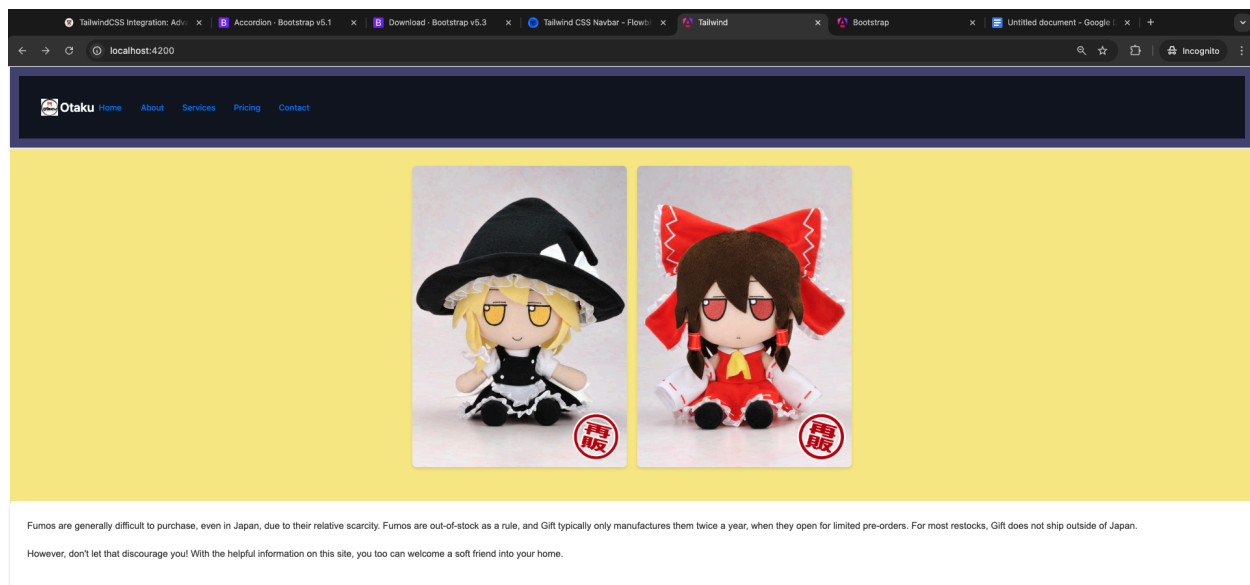 TailwindCSS Integration: Adv
Accordion · Bootstrap v5.1
Download · Bootstrap v5.3
Tailwind CSS Navbar - Flowbi
Tailwind
Bootstrap
Untitled document - Google D
localhost:4200
Incognito
Otaku Home About Services Pricing Contact
再販
再販
Fumos are generally difficult to purchase, even in Japan, due to their relative scarcity. Fumos are out-of-stock as a rule, and Gift typically only manufactures them twice a year, when they open for limited pre-orders. For most restocks, Gift does not ship outside of Japan.
However, don't let that discourage you! With the helpful information on this site, you too can welcome a soft friend into your home.